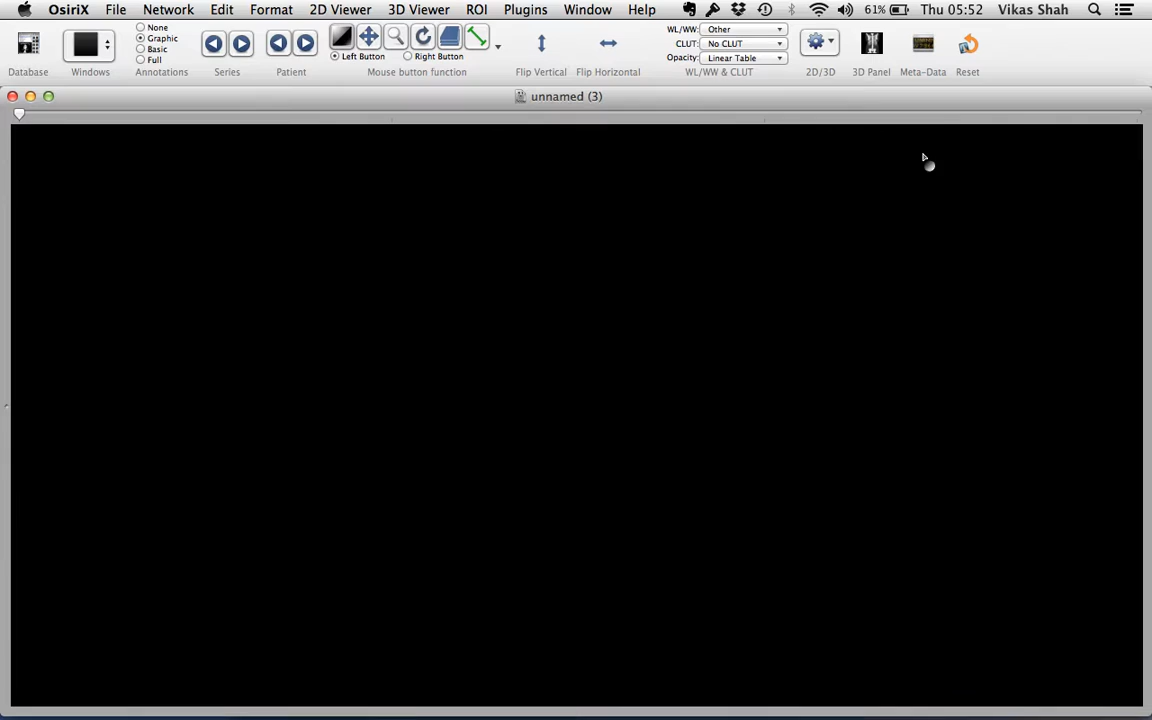 OsiriX File Network Edit Format 2D Viewer 3D Viewer ROI Plugins Window Help 61% Thu 05:52 Vikas Shah
None
Graphic
Basic
Full
Left Button Right Button
WL/WW: Other
CLUT: No CLUT
Opacity: Linear Table
Database Windows Annotations Series Patient Mouse button function Flip Vertical Flip Horizontal WL/WW & CLUT 2D/3D 3D Panel Meta-Data Reset
unnamed (3)